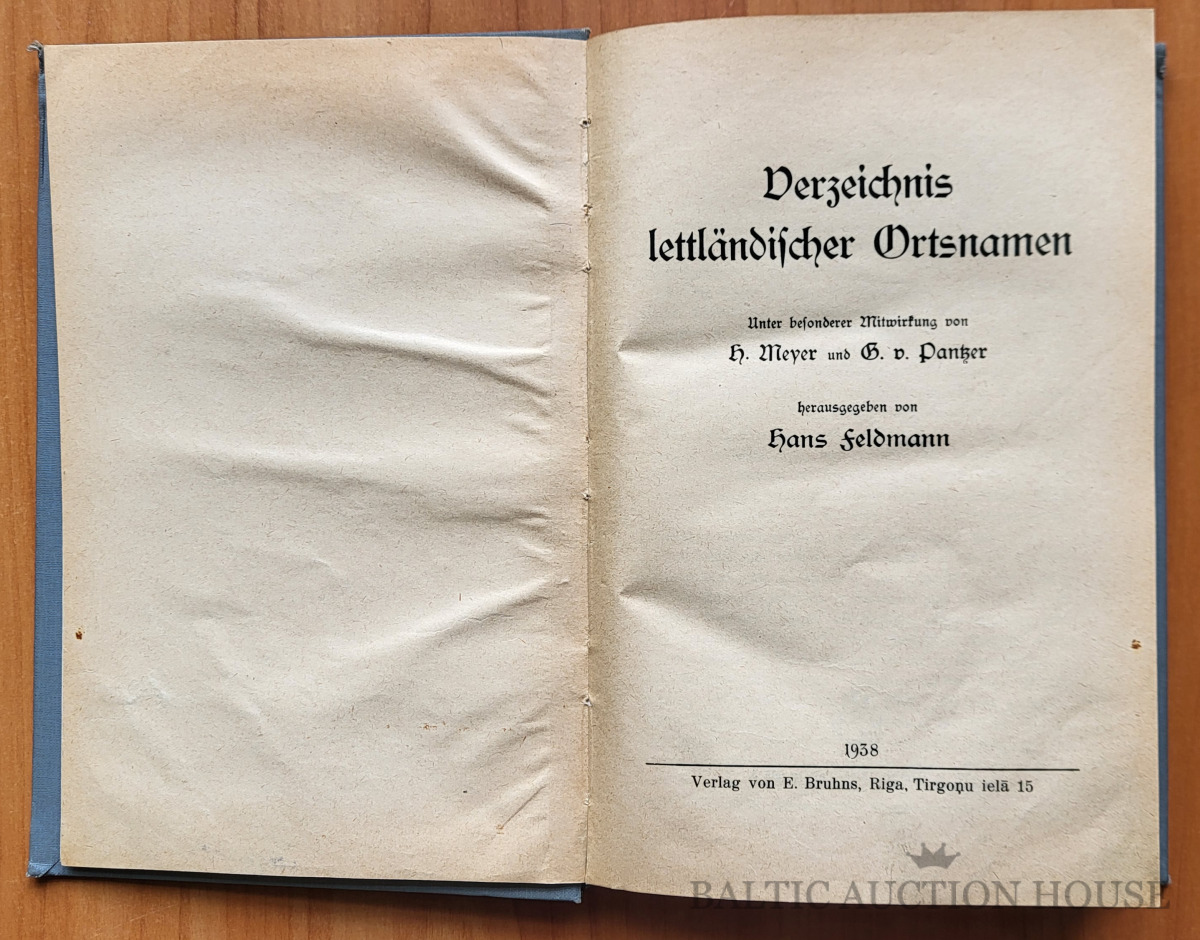 Verzeichnis
lettländiſcher Ortsnamen
Unter beſonderer Mitwirkung von
H. Meyer und G. v. Pantzer
herausgegeben von
Hans Feldmann
1938
Verlag von E. Bruhns, Riga, Tirgoņu ielā 15
BALTIC AUCTION HOUSE